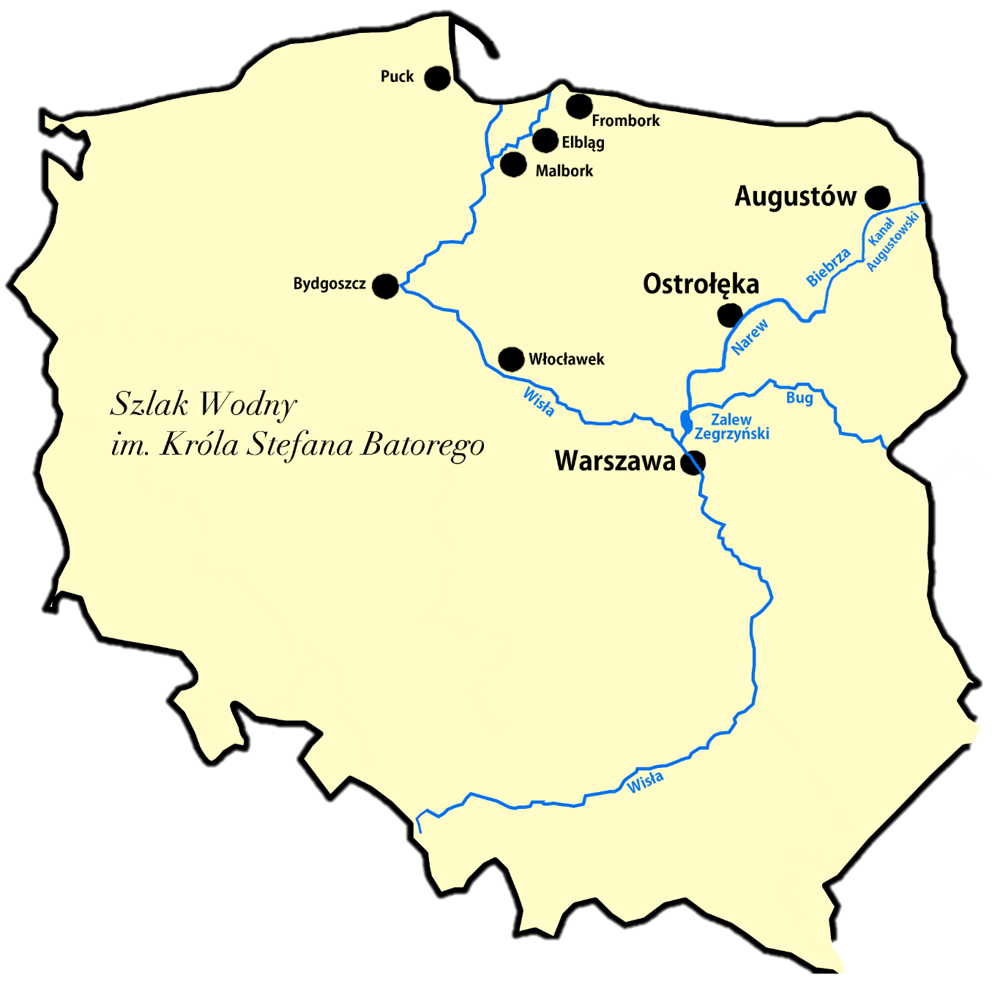 Puck
Frombork
Elbląg
Malbork
Augustów
Kanał
Augustowski
Biebrza
Ostrołęka
Bydgoszcz
Narew
Włocławek
Wisła
Bug
Szlak Wodny
im. Króla Stefana Batorego
Zalew
Zegrzyński
Warszawa
Wisła